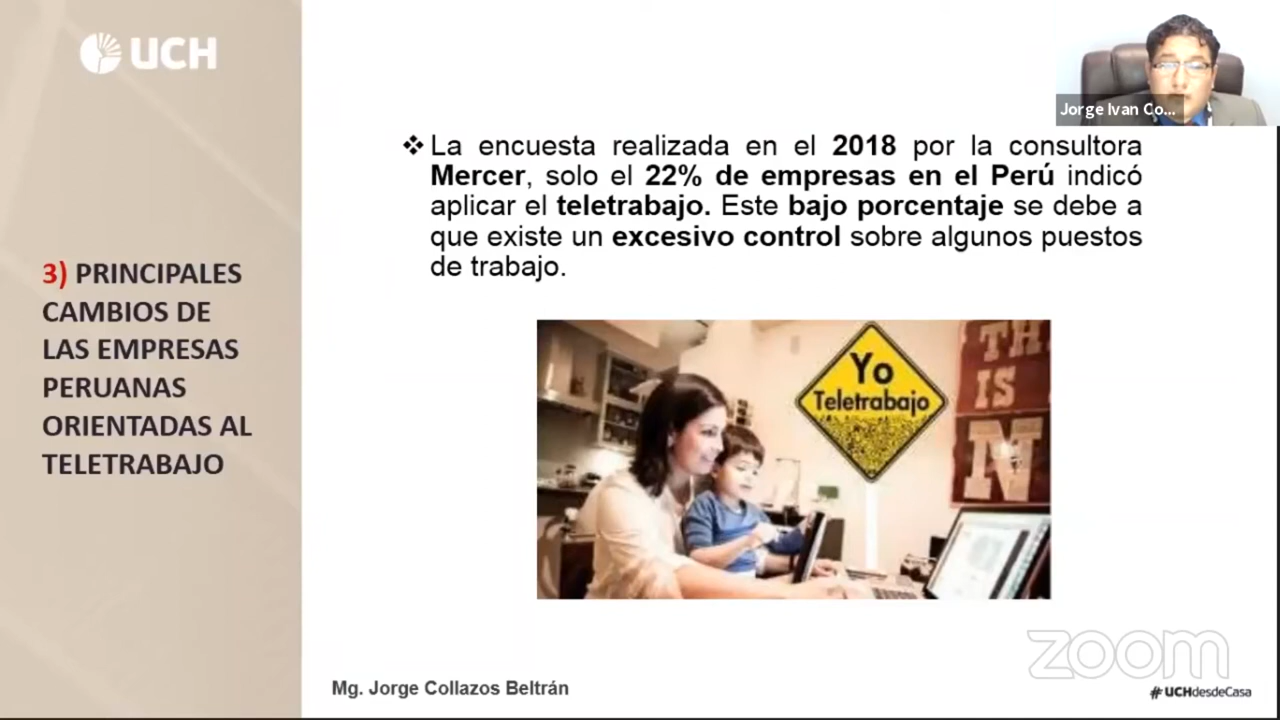 UCH
Jorge Ivan Co...
❖ La encuesta realizada en el 2018 por la consultora
Mercer, solo el 22% de empresas en el Perú indicó
aplicar el teletrabajo. Este bajo porcentaje se debe a
que existe un excesivo control sobre algunos puestos
de trabajo.
3) PRINCIPALES
CAMBIOS DE
LAS EMPRESAS
PERUANAS
ORIENTADAS AL
TELETRABAJO
Yo
Teletrabajo
TH
IS
N
zoom
Mg. Jorge Collazos Beltrán
#UCHdesdeCasa